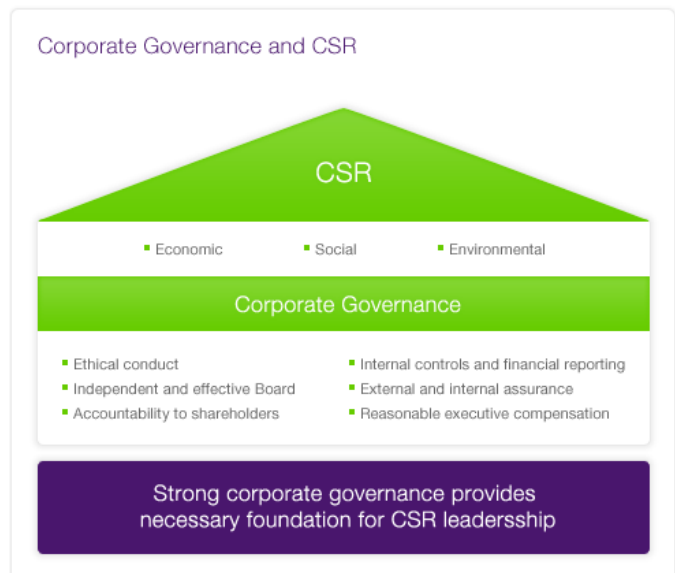 Corporate Governance and CSR
CSR
Economic
Social
Environmental
Corporate Governance
Ethical conduct
Independent and effective Board
Accountability to shareholders
Internal controls and financial reporting
External and internal assurance
Reasonable executive compensation
Strong corporate governance provides
necessary foundation for CSR leadersship